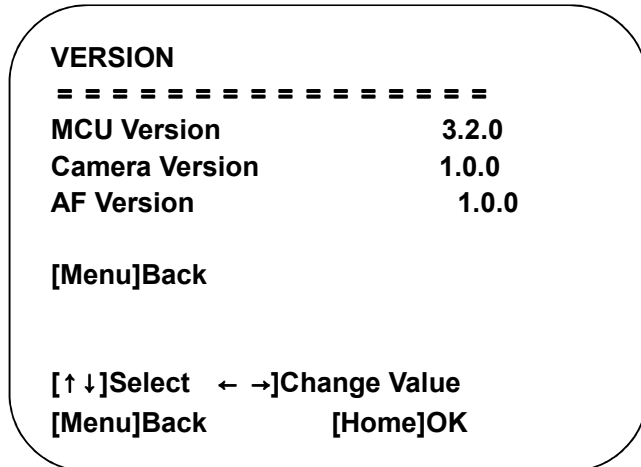 VERSION
= = = = = = = = = = = = = = = =
MCU Version 3.2.0
Camera Version 1.0.0
AF Version 1.0.0
[Menu]Back
[↑↓]Select ← →]Change Value
[Menu]Back [Home]OK